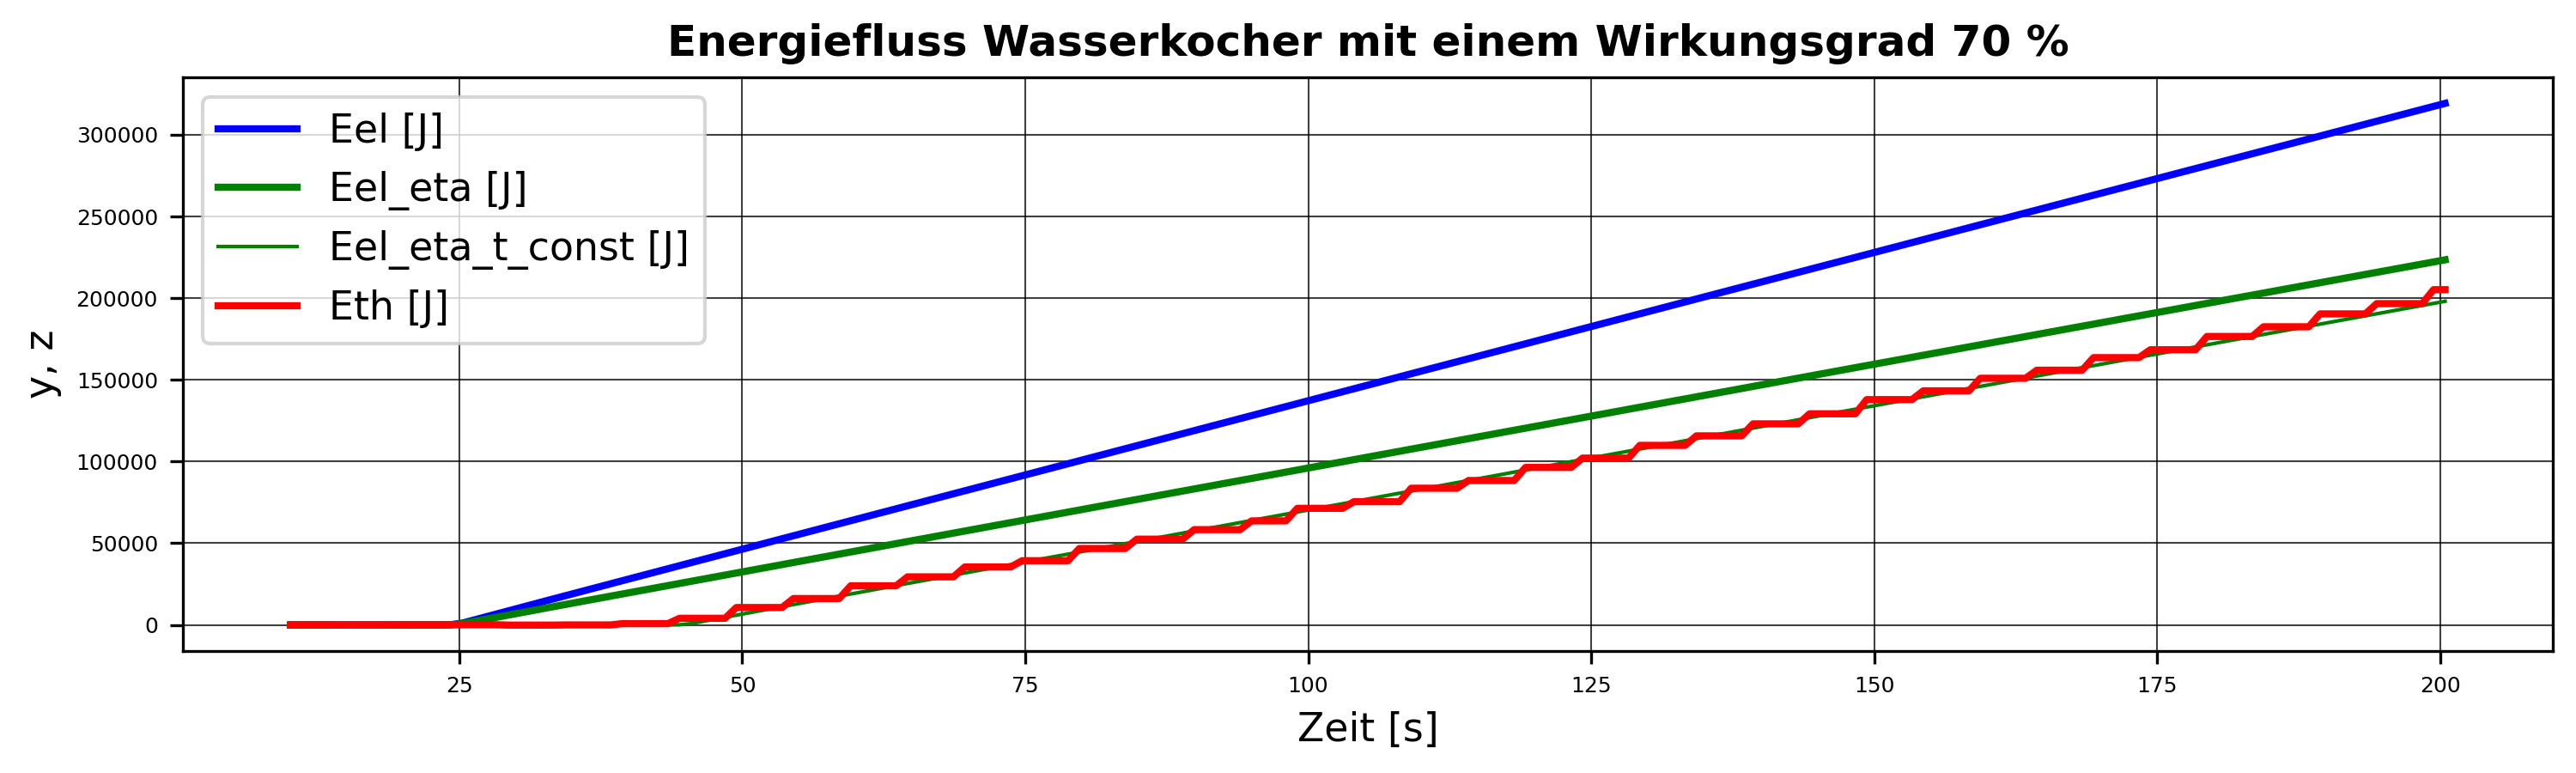 Energiefluss Wasserkocher mit einem Wirkungsgrad 70 %
Eel [J]
Eel_eta [J]
Eel_eta_t_const [J]
Eth [J]
y, z
300000
250000
200000
150000
100000
50000
0
25 50 75 100 125 150 175 200
Zeit [s]